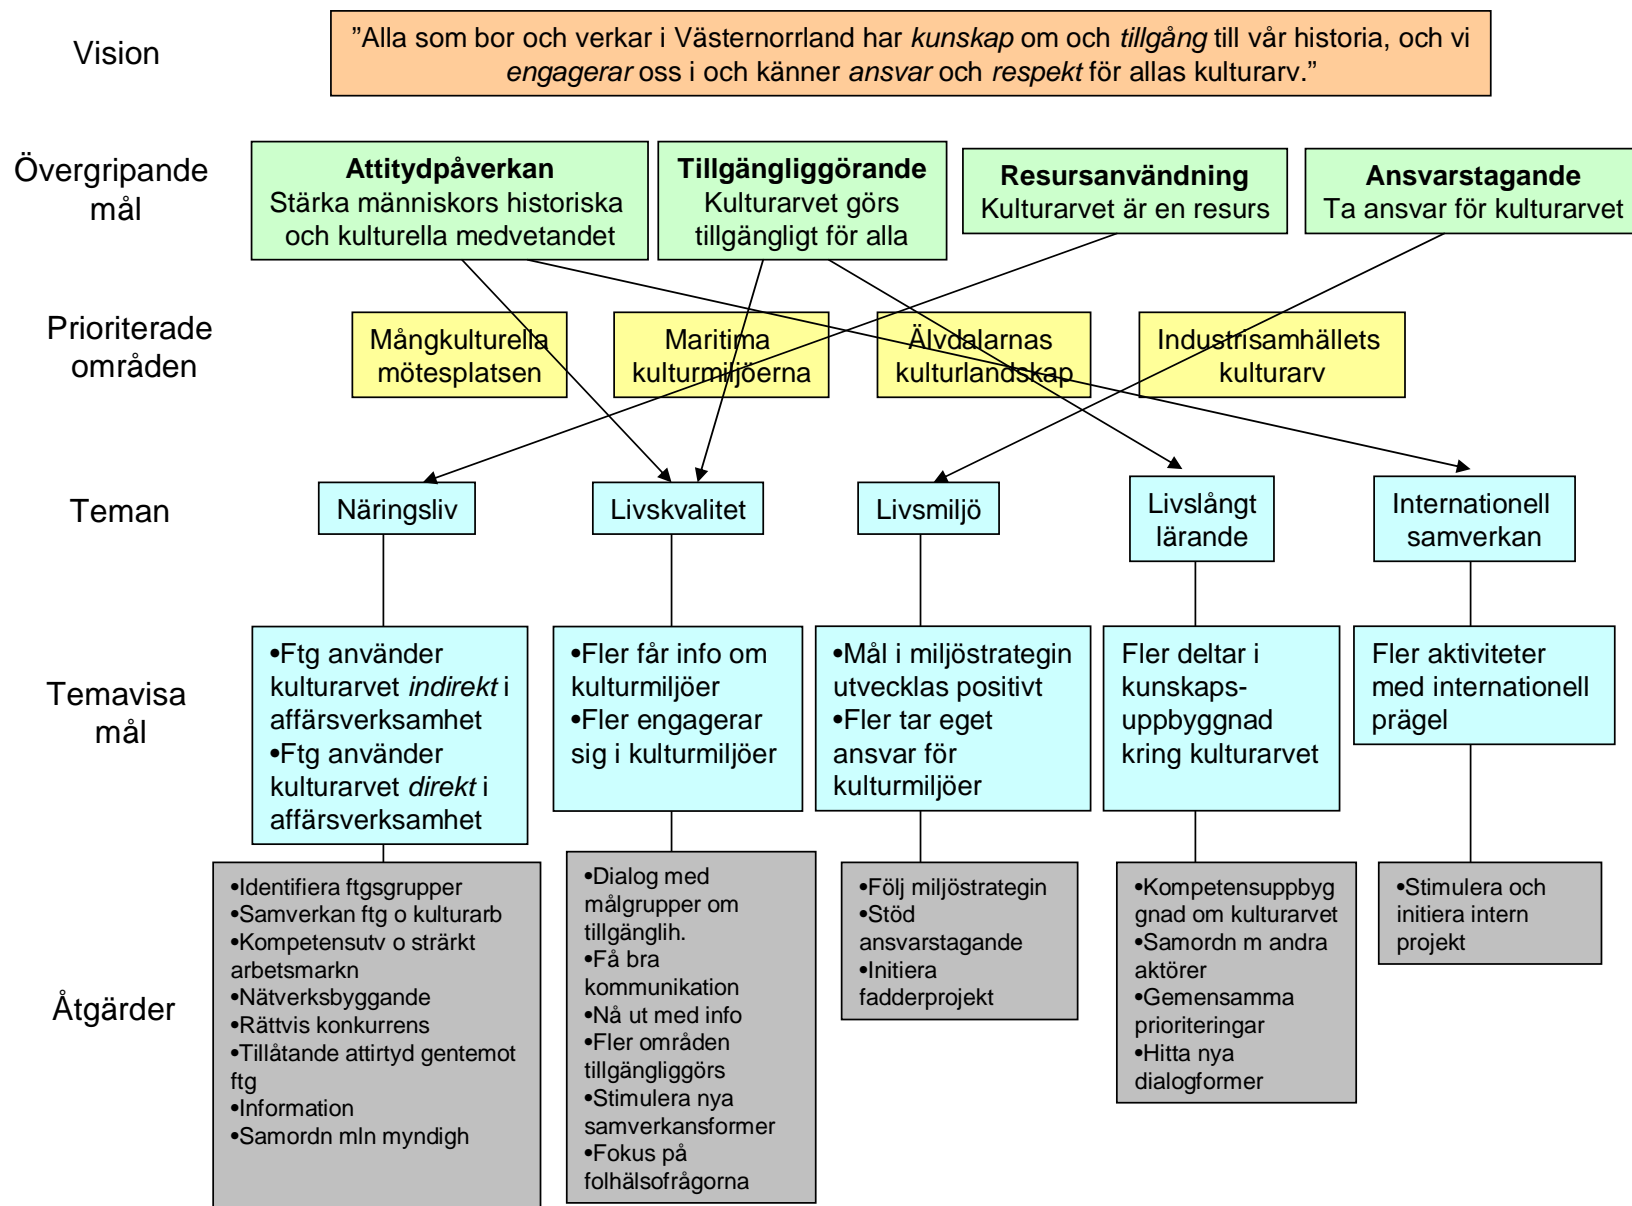 Vision
”Alla som bor och verkar i Västernorrland har kunskap om och tillgång till vår historia, och vi
engagerar oss i och känner ansvar och respekt för allas kulturarv.”
Övergripande
mål
Attitydpåverkan
Stärka människors historiska
och kulturella medvetandet
Tillgängliggörande
Kulturarvet görs
tillgängligt för alla
Resursanvändning
Kulturarvet är en resurs
Ansvarstagande
Ta ansvar för kulturarvet
Prioriterade
områden
Mångkulturella
mötesplatsen
Maritima
kulturmiljöerna
Älvdalarnas
kulturlandskap
Industrisamhällets
kulturarv
Teman
Näringsliv
Livskvalitet
Livsmiljö
Livslångt
lärande
Internationell
samverkan
Temavisa
mål
•Ftg använder
kulturarvet indirekt i
affärsverksamhet
•Ftg använder
kulturarvet direkt i
affärsverksamhet
•Fler får info om
kulturmiljöer
•Fler engagerar
sig i kulturmiljöer
•Mål i miljöstrategin
utvecklas positivt
•Fler tar eget
ansvar för
kulturmiljöer
Fler deltar i
kunskaps-
uppbyggnad
kring kulturarvet
Fler aktiviteter
med internationell
prägel
Åtgärder
•Identifiera ftgsgrupper
•Samverkan ftg o kulturarb
•Kompetensutv o strärkt
arbetsmarkn
•Nätverksbyggande
•Rättvis konkurrens
•Tillåtande attirtyd gentemot
ftg
•Information
•Samordn mln myndigh
•Dialog med
målgrupper om
tillgänglih.
•Få bra
kommunikation
•Nå ut med info
•Fler områden
tillgängliggörs
•Stimulera nya
samverkansformer
•Fokus på
folhälsofrågorna
•Följ miljöstrategin
•Stöd
ansvarstagande
•Initiera
fadderprojekt
•Kompetensuppbyg
gnad om kulturarvet
•Samordn m andra
aktörer
•Gemensamma
prioriteringar
•Hitta nya
dialogformer
•Stimulera och
initiera intern
projekt